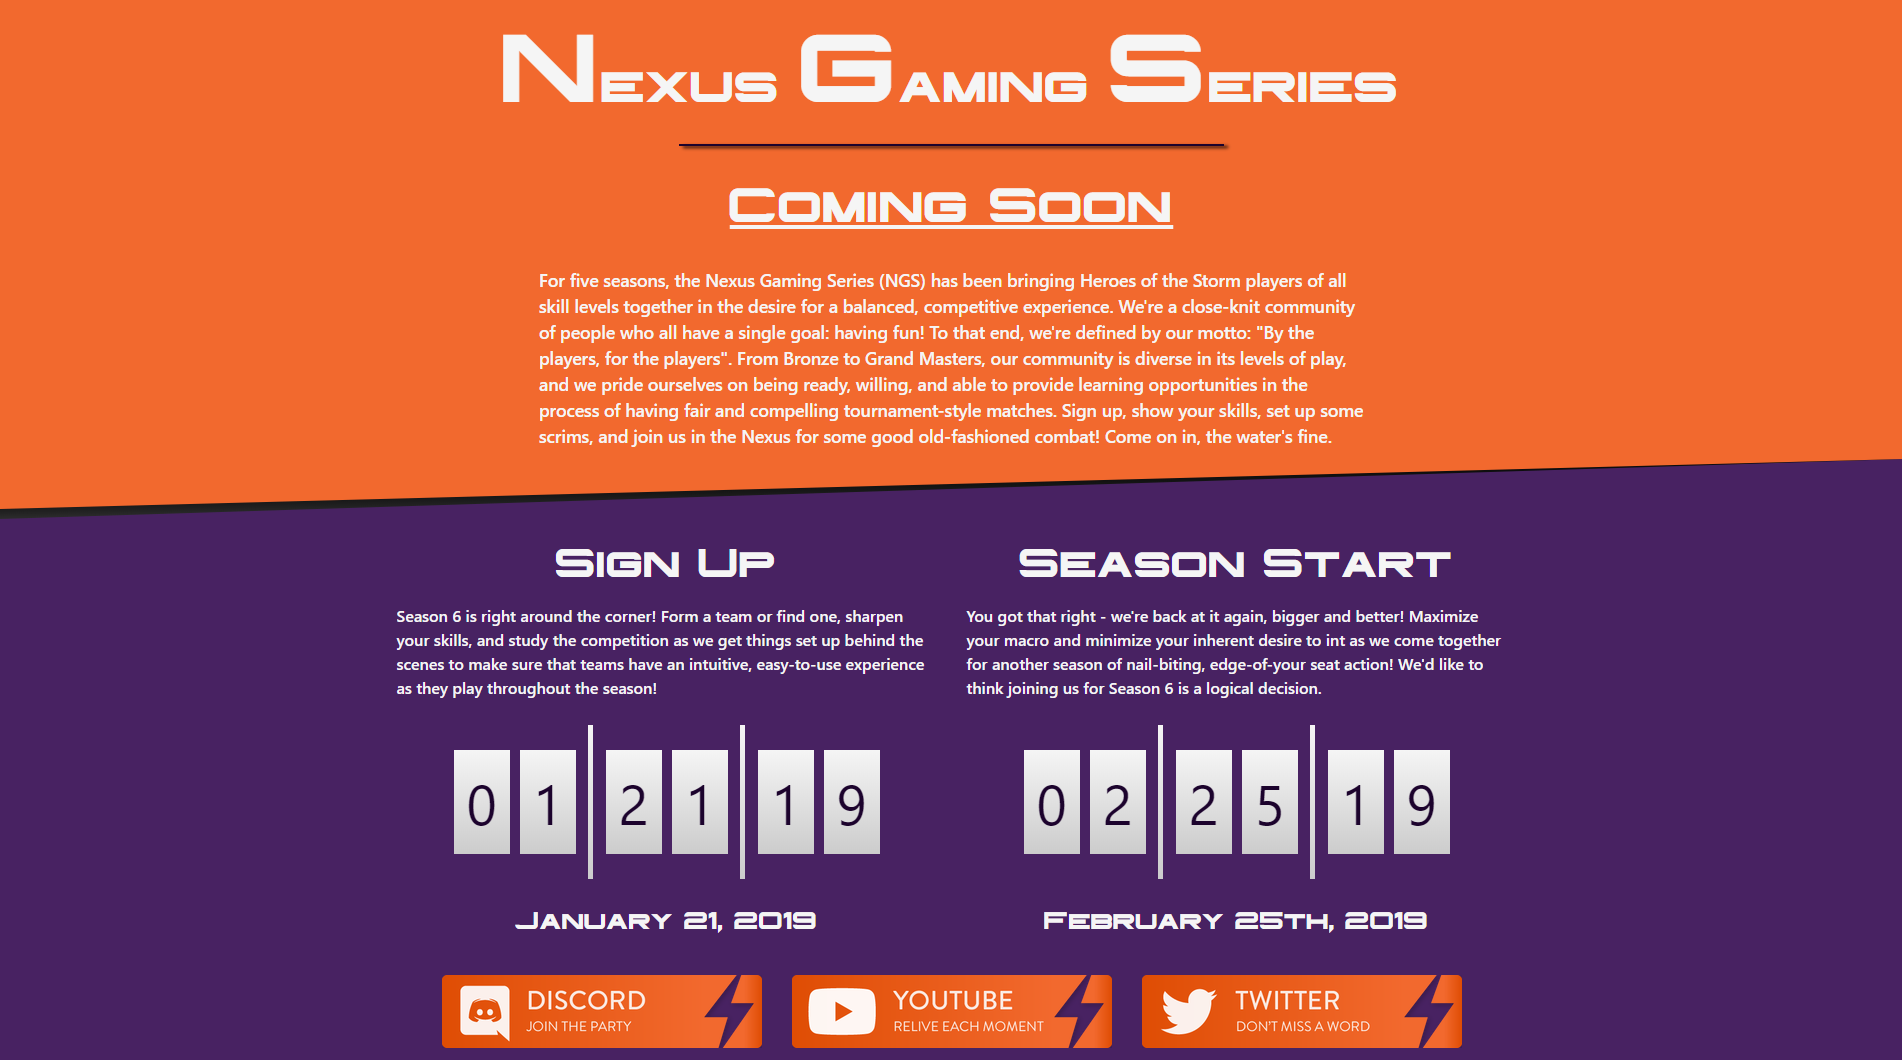 Nexus Gaming Series
Coming Soon
For five seasons, the Nexus Gaming Series (NGS) has been bringing Heroes of the Storm players of all
skill levels together in the desire for a balanced, competitive experience. We're a close-knit community
of people who all have a single goal: having fun! To that end, we're defined by our motto: "By the
players, for the players". From Bronze to Grand Masters, our community is diverse in its levels of play,
and we pride ourselves on being ready, willing, and able to provide learning opportunities in the
process of having fair and compelling tournament-style matches. Sign up, show your skills, set up some
scrims, and join us in the Nexus for some good old-fashioned combat! Come on in, the water's fine.
Sign Up
Season 6 is right around the corner! Form a team or find one, sharpen
your skills, and study the competition as we get things set up behind the
scenes to make sure that teams have an intuitive, easy-to-use experience
as they play throughout the season!
0 1 2 1 1 9
January 21, 2019
Season Start
You got that right - we're back at it again, bigger and better! Maximize
your macro and minimize your inherent desire to int as we come together
for another season of nail-biting, edge-of-your seat action! We'd like to
think joining us for Season 6 is a logical decision.
0 2 2 5 1 9
February 25th, 2019
DISCORD
JOIN THE PARTY
YOUTUBE
RELIVE EACH MOMENT
TWITTER
DON'T MISS A WORD